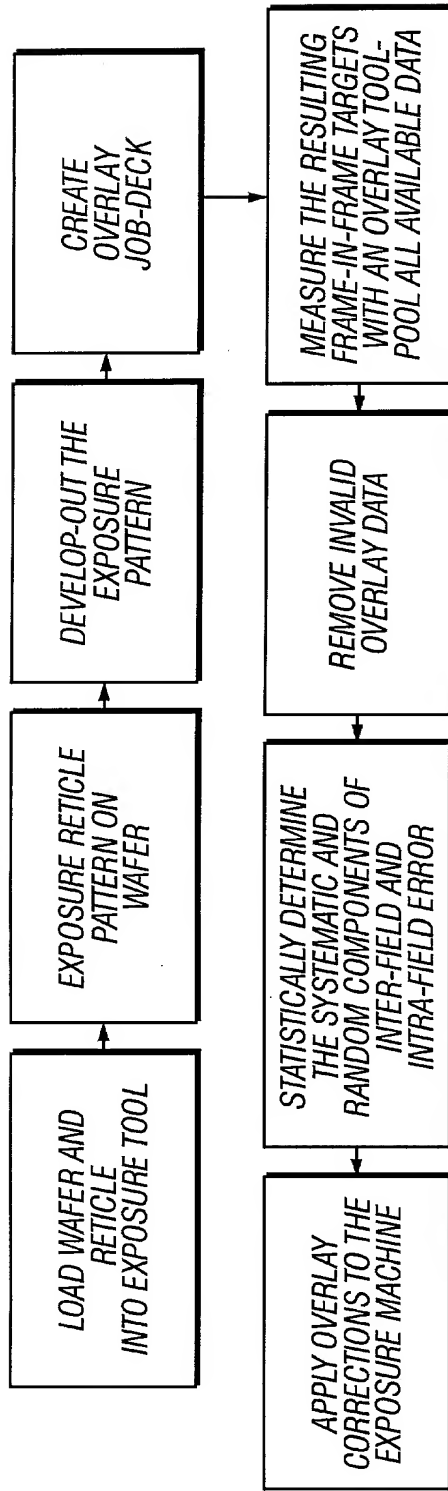 LOAD WAFER AND
RETICLE
INTO EXPOSURE TOOL
EXPOSURE RETICLE
PATTERN ON
WAFER
DEVELOP-OUT THE
EXPOSURE
PATTERN
CREATE
OVERLAY
JOB-DECK
MEASURE THE RESULTING
FRAME-IN-FRAME TARGETS
WITH AN OVERLAY TOOL-
POOL ALL AVAILABLE DATA
REMOVE INVALID
OVERLAY DATA
STATISTICALLY DETERMINE
THE SYSTEMATIC AND
RANDOM COMPONENTS OF
INTER-FIELD AND
INTRA-FIELD ERROR
APPLY OVERLAY
CORRECTIONS TO THE
EXPOSURE MACHINE